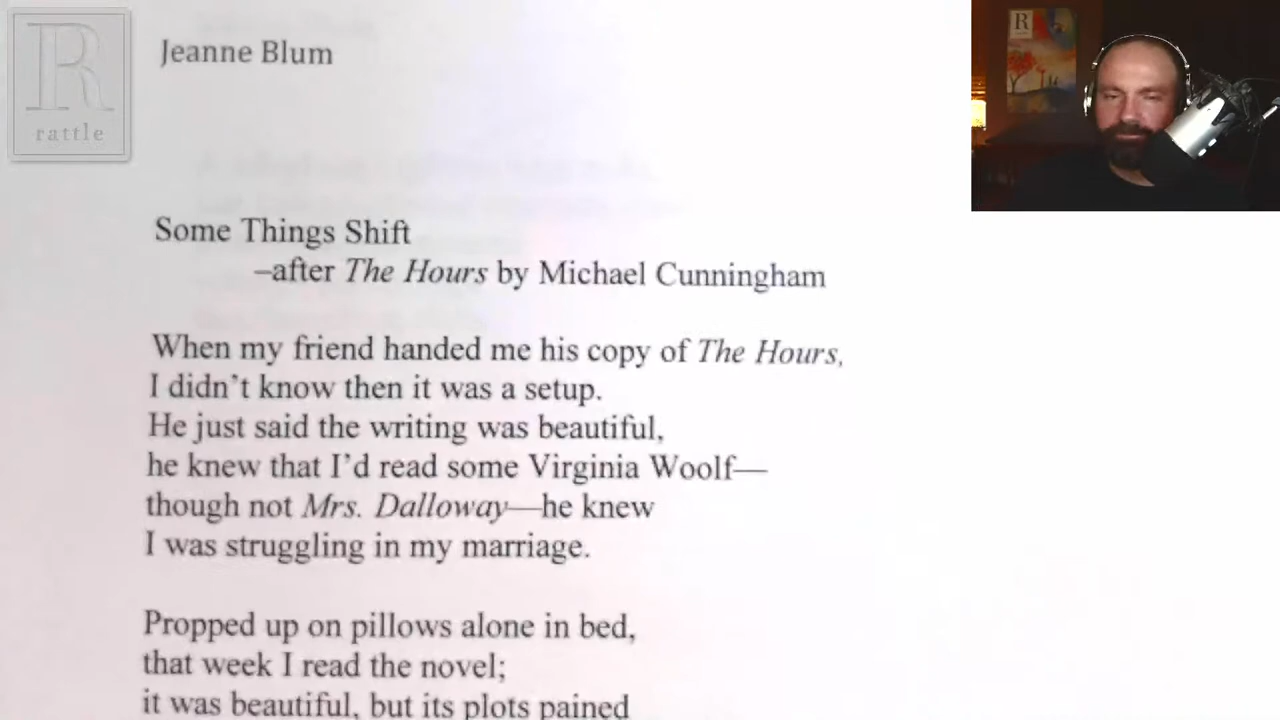 R
rattle
Jeanne Blum
R
Some Things Shift
–after The Hours by Michael Cunningham
When my friend handed me his copy of The Hours,
I didn't know then it was a setup.
He just said the writing was beautiful,
he knew that I'd read some Virginia Woolf—
though not Mrs. Dalloway—he knew
I was struggling in my marriage.
Propped up on pillows alone in bed,
that week I read the novel;
it was beautiful, but its plots pained